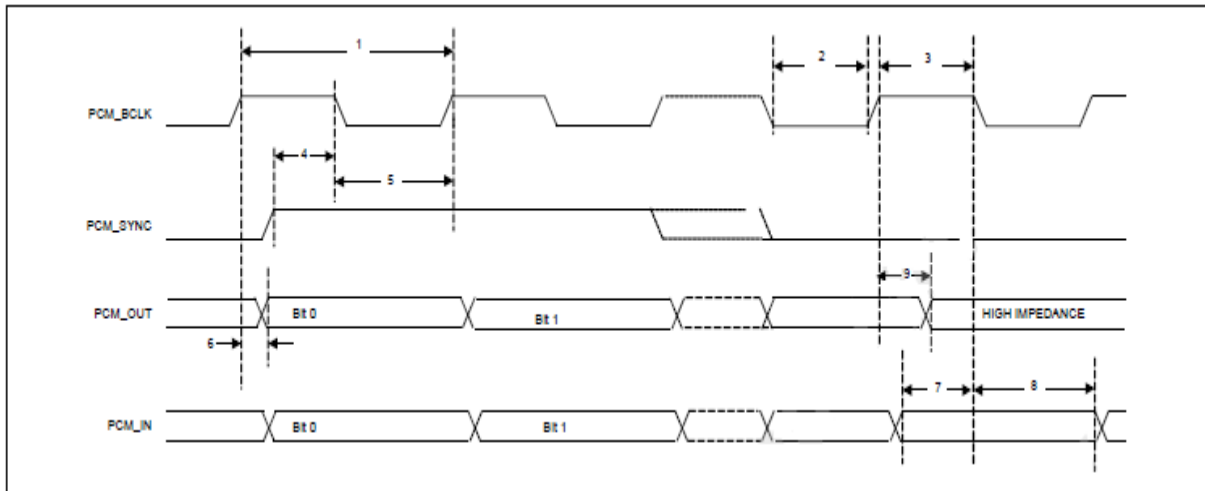 1
2
3
PCM_BCLK
4
5
PCM_SYNC
9
PCM_OUT
Bit 0
Bit 1
HIGH IMPEDANCE
6
7
8
PCM_IN
Bit 0
Bit 1